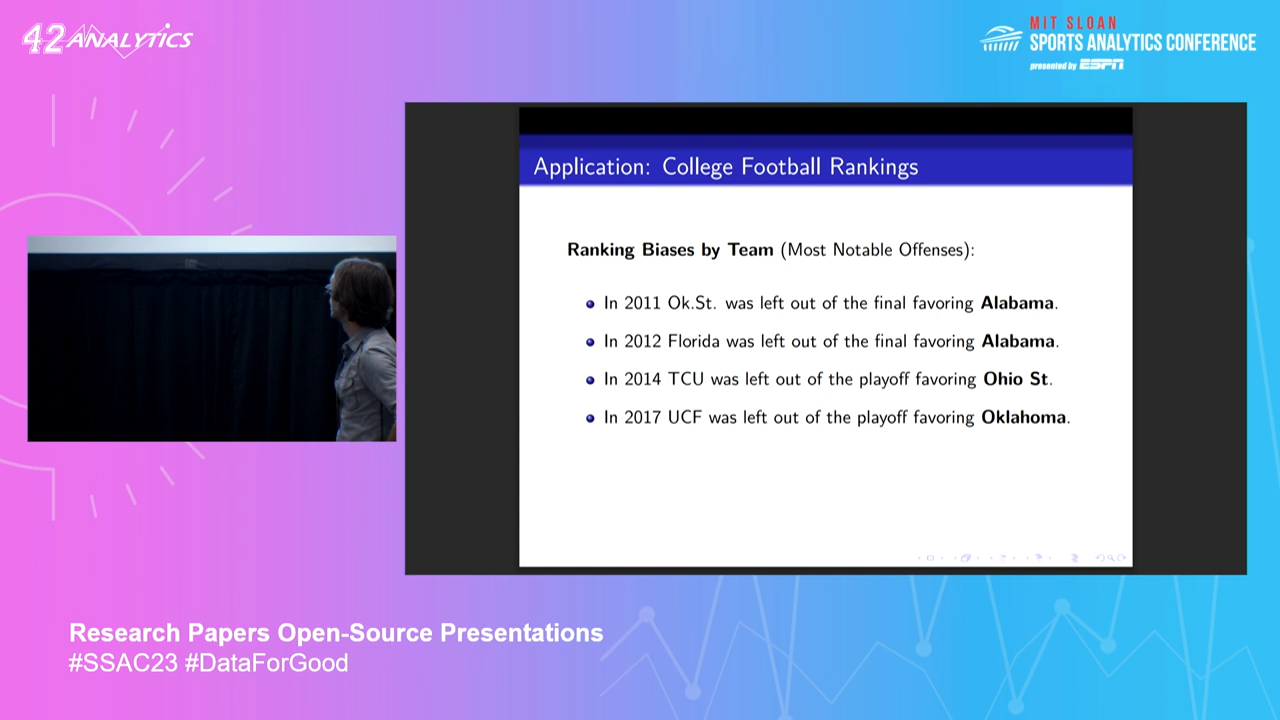 42 ANALYTICS
MIT SLOAN
SPORTS ANALYTICS CONFERENCE
presented by ESPN
Application: College Football Rankings
Ranking Biases by Team (Most Notable Offenses):
In 2011 Ok.St. was left out of the final favoring Alabama.
In 2012 Florida was left out of the final favoring Alabama.
In 2014 TCU was left out of the playoff favoring Ohio St.
In 2017 UCF was left out of the playoff favoring Oklahoma.
Research Papers Open-Source Presentations
#SSAC23 #DataForGood